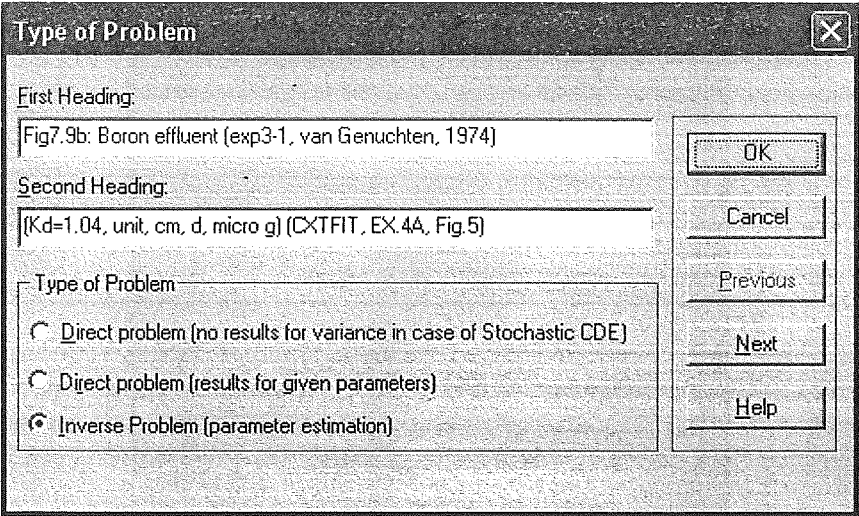 Type of Problem
First Heading:
Fig7.9b: Boron effluent (exp3-1, van Genuchten, 1974)
Second Heading:
(Kd=1.04, unit, cm, d, micro g) (CXTFIT, EX.4A, Fig.5)
Type of Problem
Direct problem (no results for variance in case of Stochastic CDE)
Direct problem (results for given parameters)
Inverse Problem (parameter estimation)
OK
Cancel
Previous
Next
Help